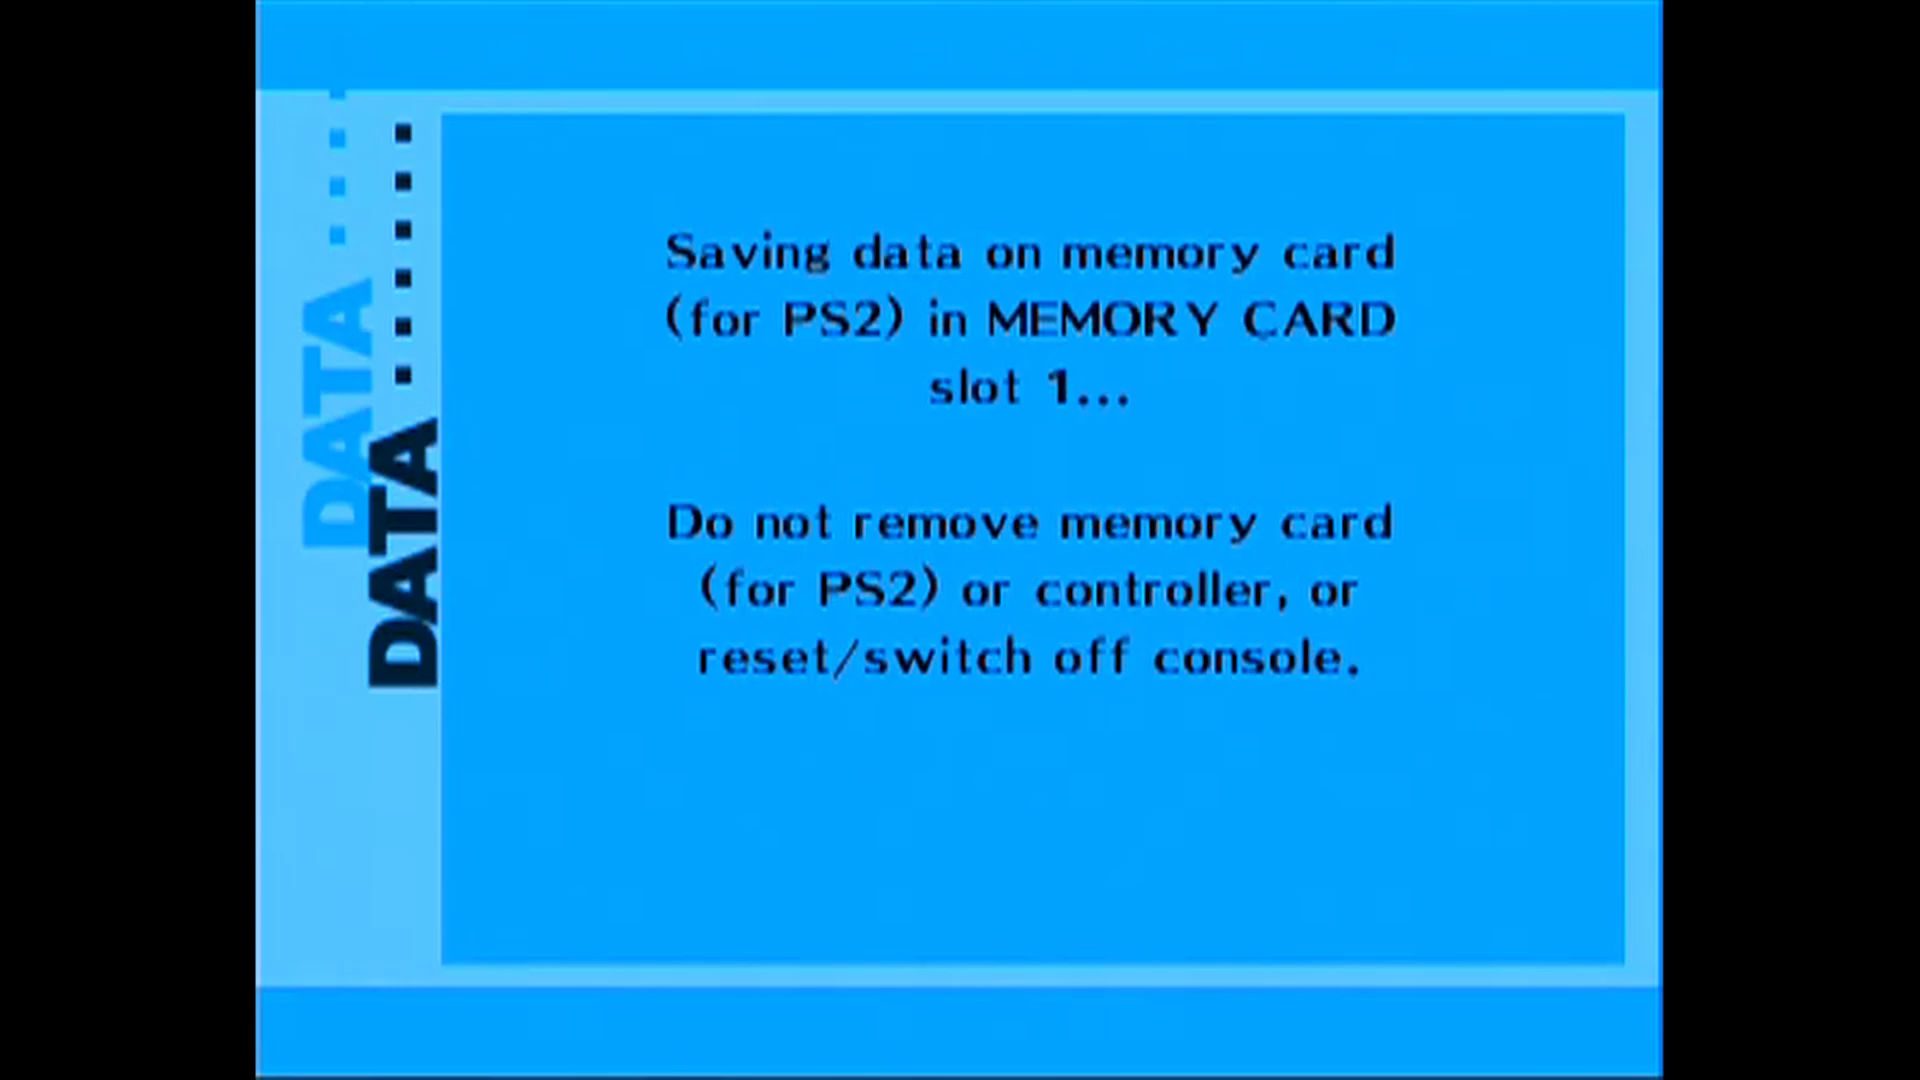 DATA ....
DATA ......
Saving data on memory card
(for PS2) in MEMORY CARD
slot 1...
Do not remove memory card
(for PS2) or controller, or
reset/switch off console.